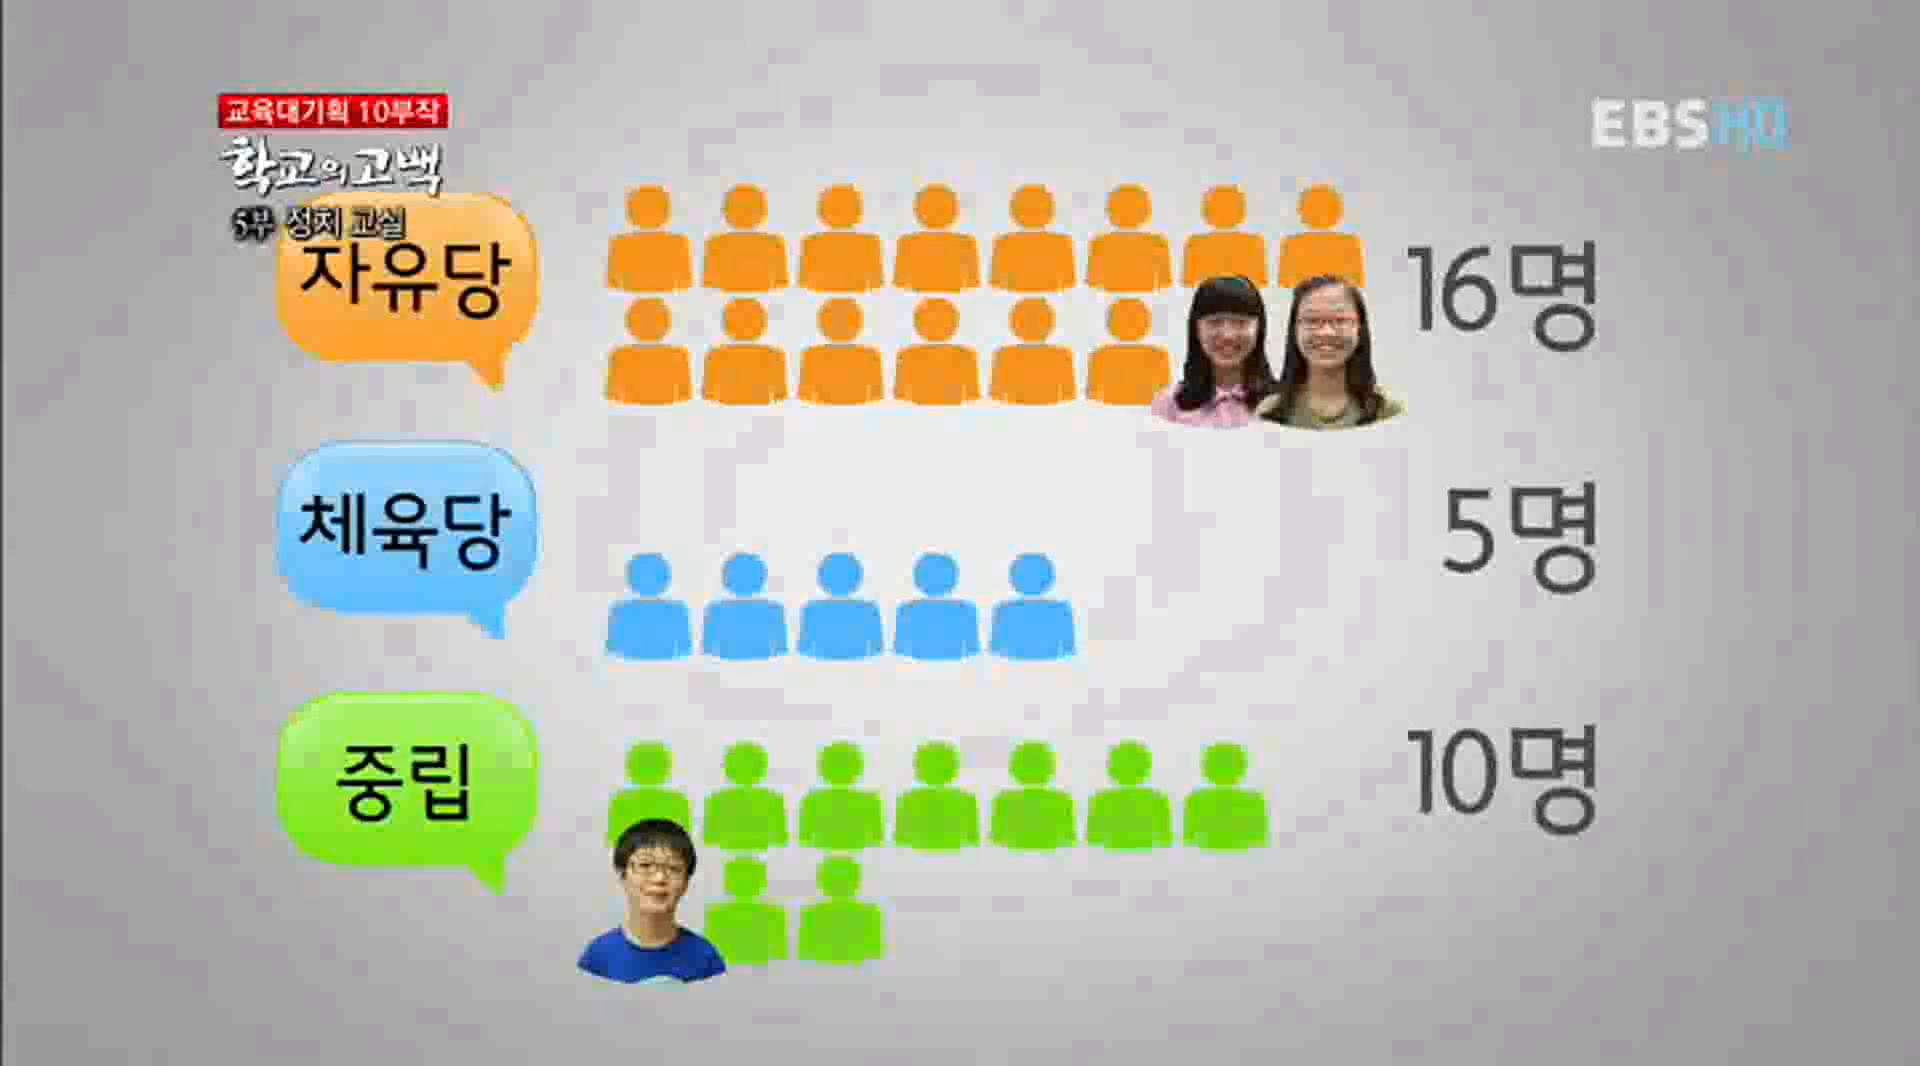 교육대기획 10부작
학교의 고백
5부 정치 교실
EBS HD
자유당
16명
체육당
5명
중립
10명